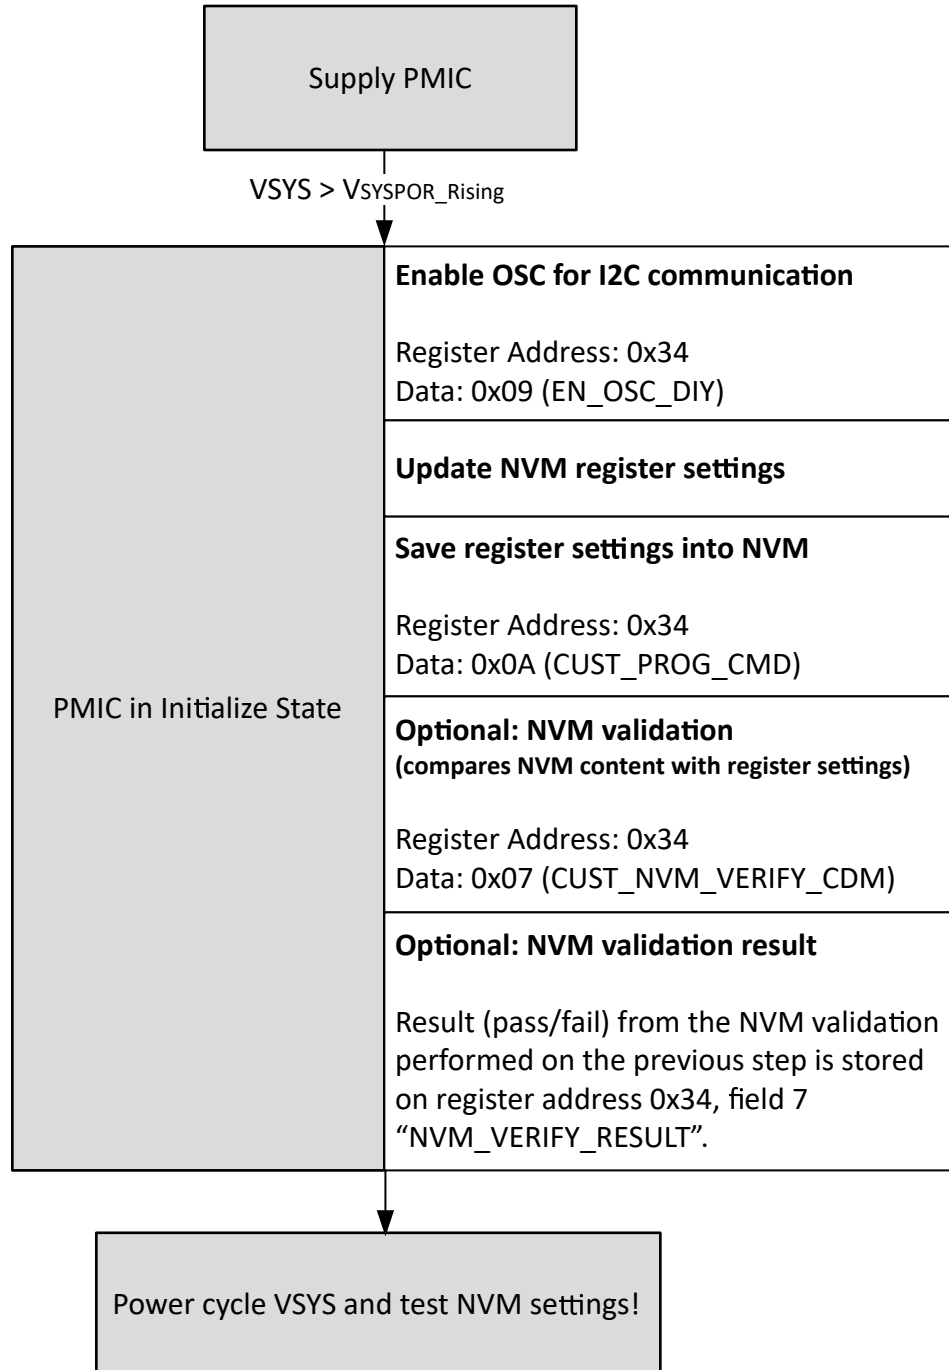 Supply PMIC
VSYS > VSYSPOR_Rising
Enable OSC for I2C communication
Register Address: 0x34
Data: 0x09 (EN_OSC_DIY)
Update NVM register settings
Save register settings into NVM
Register Address: 0x34
Data: 0x0A (CUST_PROG_CMD)
PMIC in Initialize State
Optional: NVM validation
(compares NVM content with register settings)
Register Address: 0x34
Data: 0x07 (CUST_NVM_VERIFY_CDM)
Optional: NVM validation result
Result (pass/fail) from the NVM validation
performed on the previous step is stored
on register address 0x34, field 7
“NVM_VERIFY_RESULT”.
Power cycle VSYS and test NVM settings!